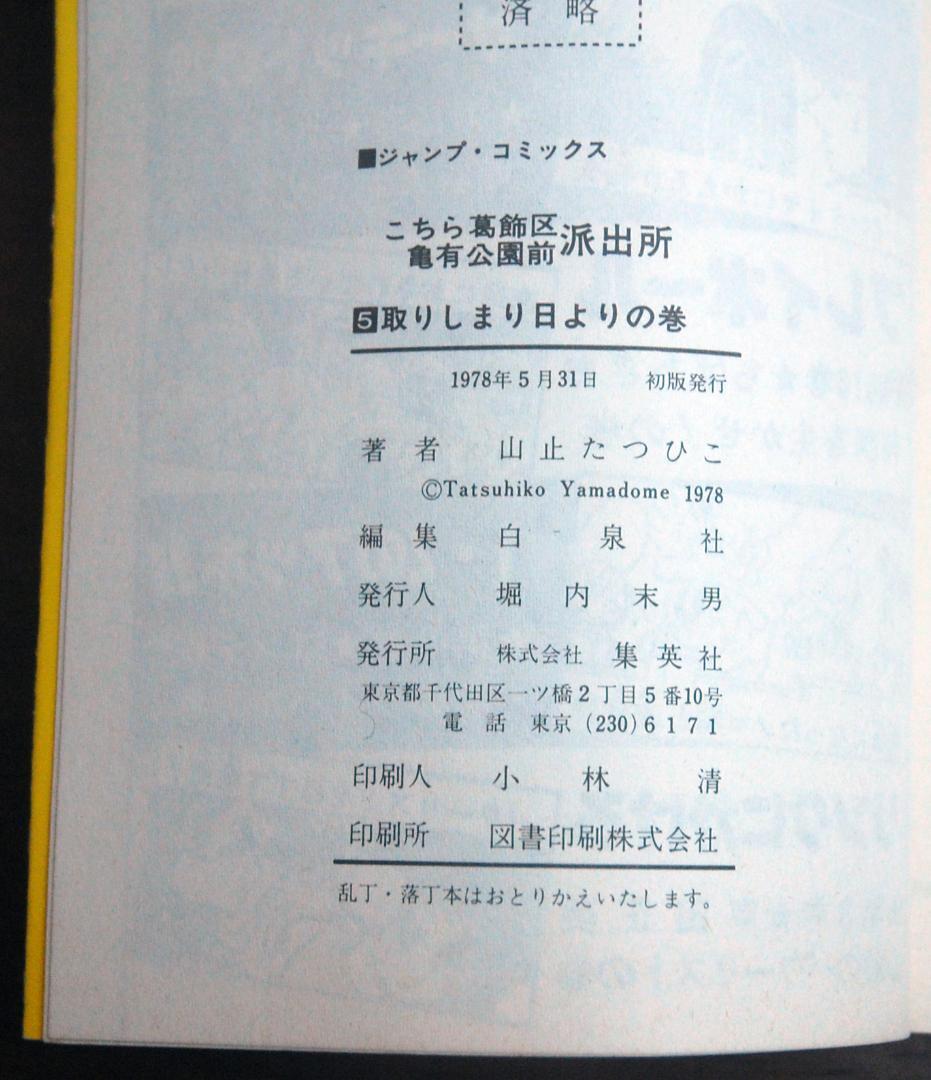 済 略
■ジャンプ・コミックス
こちら葛飾区
亀有公園前派出所
5取りしまり日よりの巻
1978年5月31日 初版発行
著者 山止たつひこ
©Tatsuhiko Yamadome 1978
編集 白泉社
発行人 堀内末男
発行所 株式会社 集英社
東京都千代田区一ツ橋2丁目5番10号
電話 東京 (230)6171
印刷人 小林清
印刷所 図書印刷株式会社
乱丁・落丁本はおとりかえいたします。